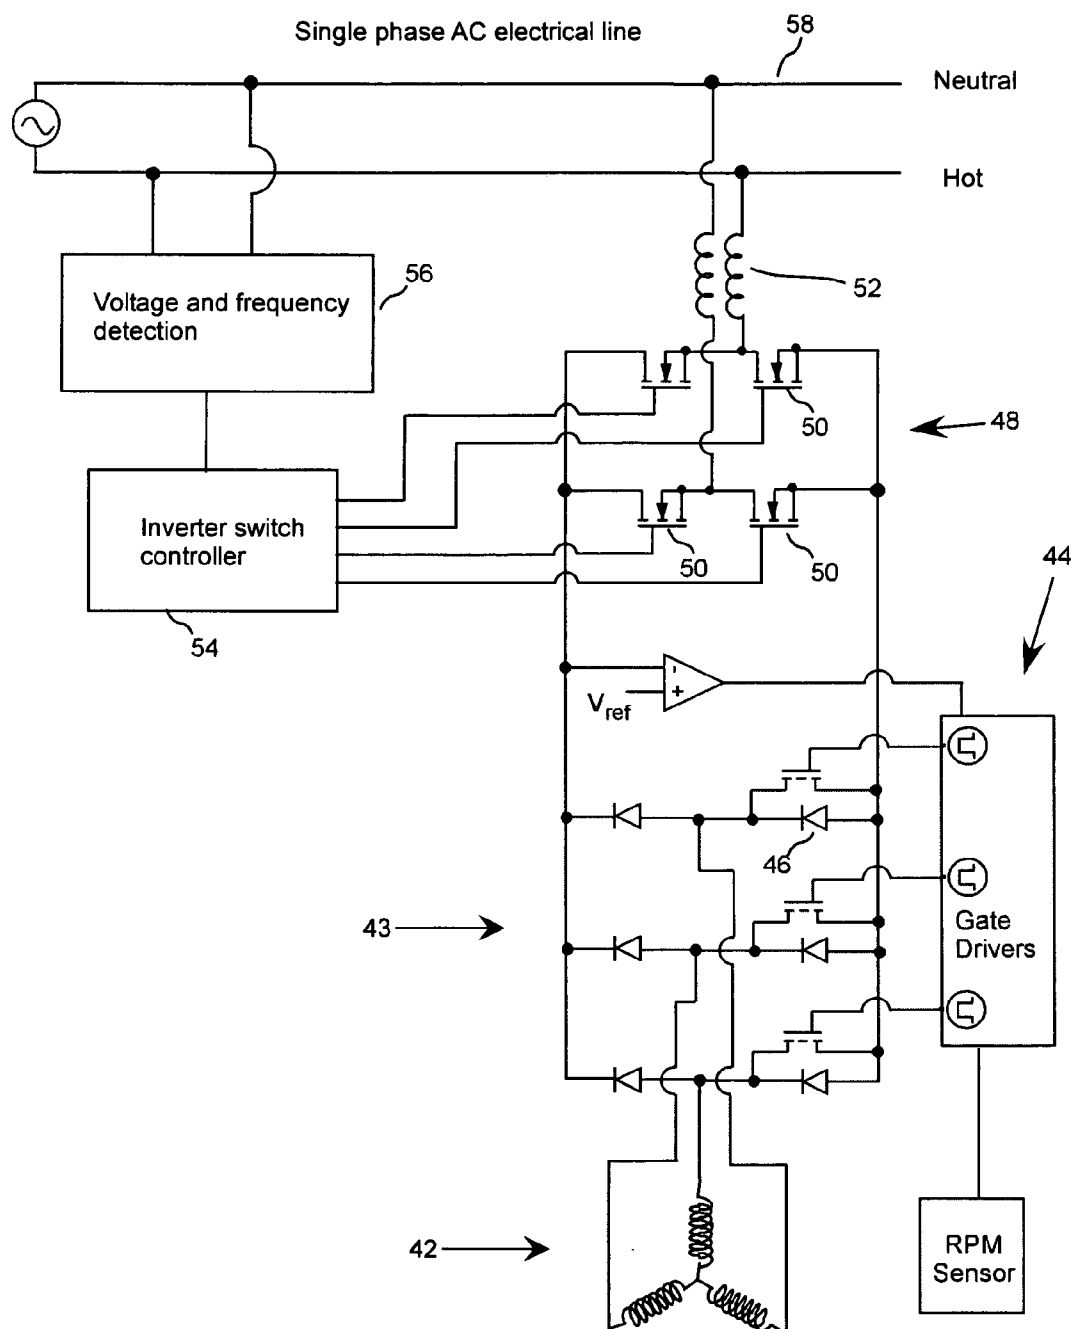 Single phase AC electrical line
58
Neutral
Hot
56
Voltage and frequency
detection
52
50
48
Inverter switch
controller
50
50
44
54
-
+
Vref
46
43
Gate
Drivers
42
RPM
Sensor